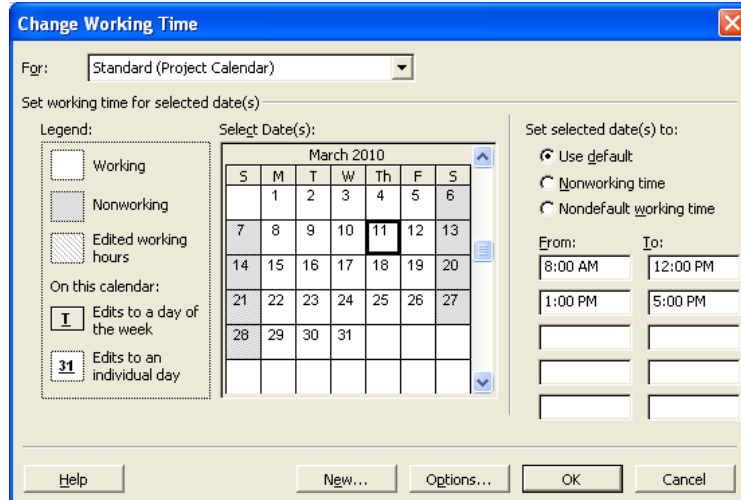 Change Working Time
For: Standard (Project Calendar)
Set working time for selected date(s)
Legend:
Working
Nonworking
Edited working
hours
On this calendar:
T Edits to a day of
the week
31 Edits to an
individual day
Select Date(s):
March 2010
S M T W Th F S
1 2 3 4 5 6
7 8 9 10 11 12 13
14 15 16 17 18 19 20
21 22 23 24 25 26 27
28 29 30 31
Set selected date(s) to:
Use default
Nonworking time
Nondefault working time
From: To:
8:00 AM 12:00 PM
1:00 PM 5:00 PM
Help New... Options... OK Cancel